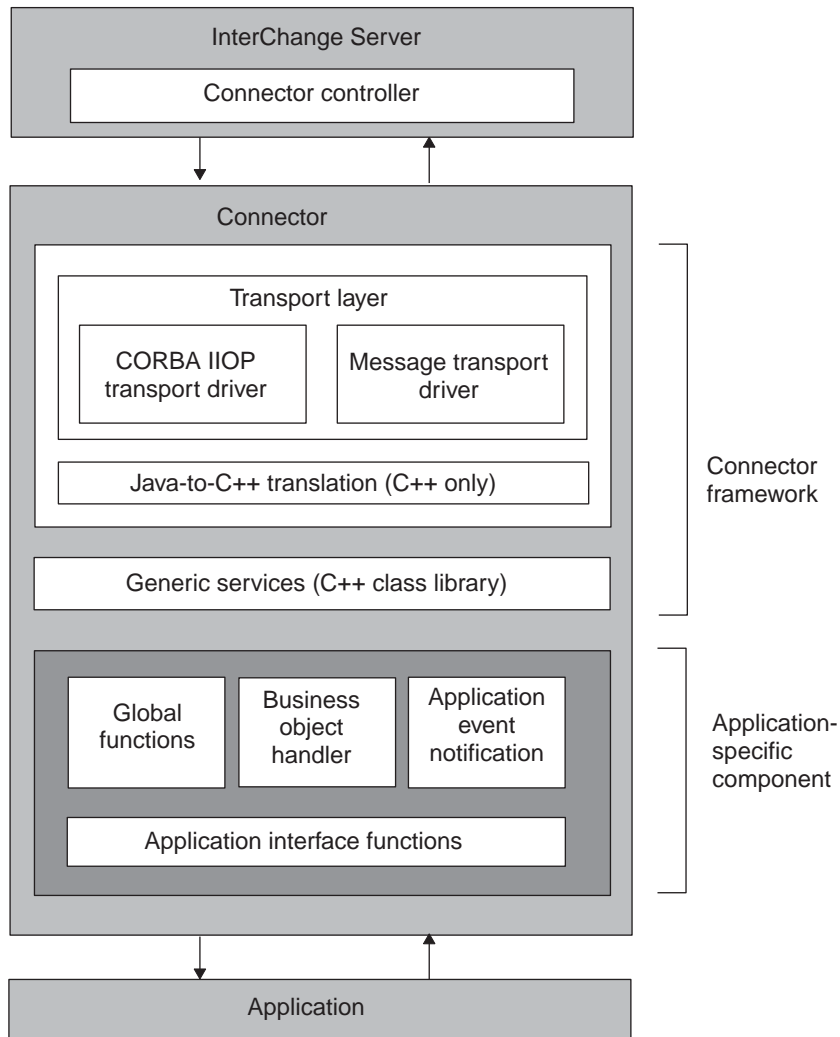 InterChange Server
Connector controller
Connector
Transport layer
CORBA IIOP
transport driver
Message transport
driver
Java-to-C++ translation (C++ only)
Generic services (C++ class library)
Connector
framework
Global
functions
Business
object
handler
Application
event
notification
Application interface functions
Application-
specific
component
Application